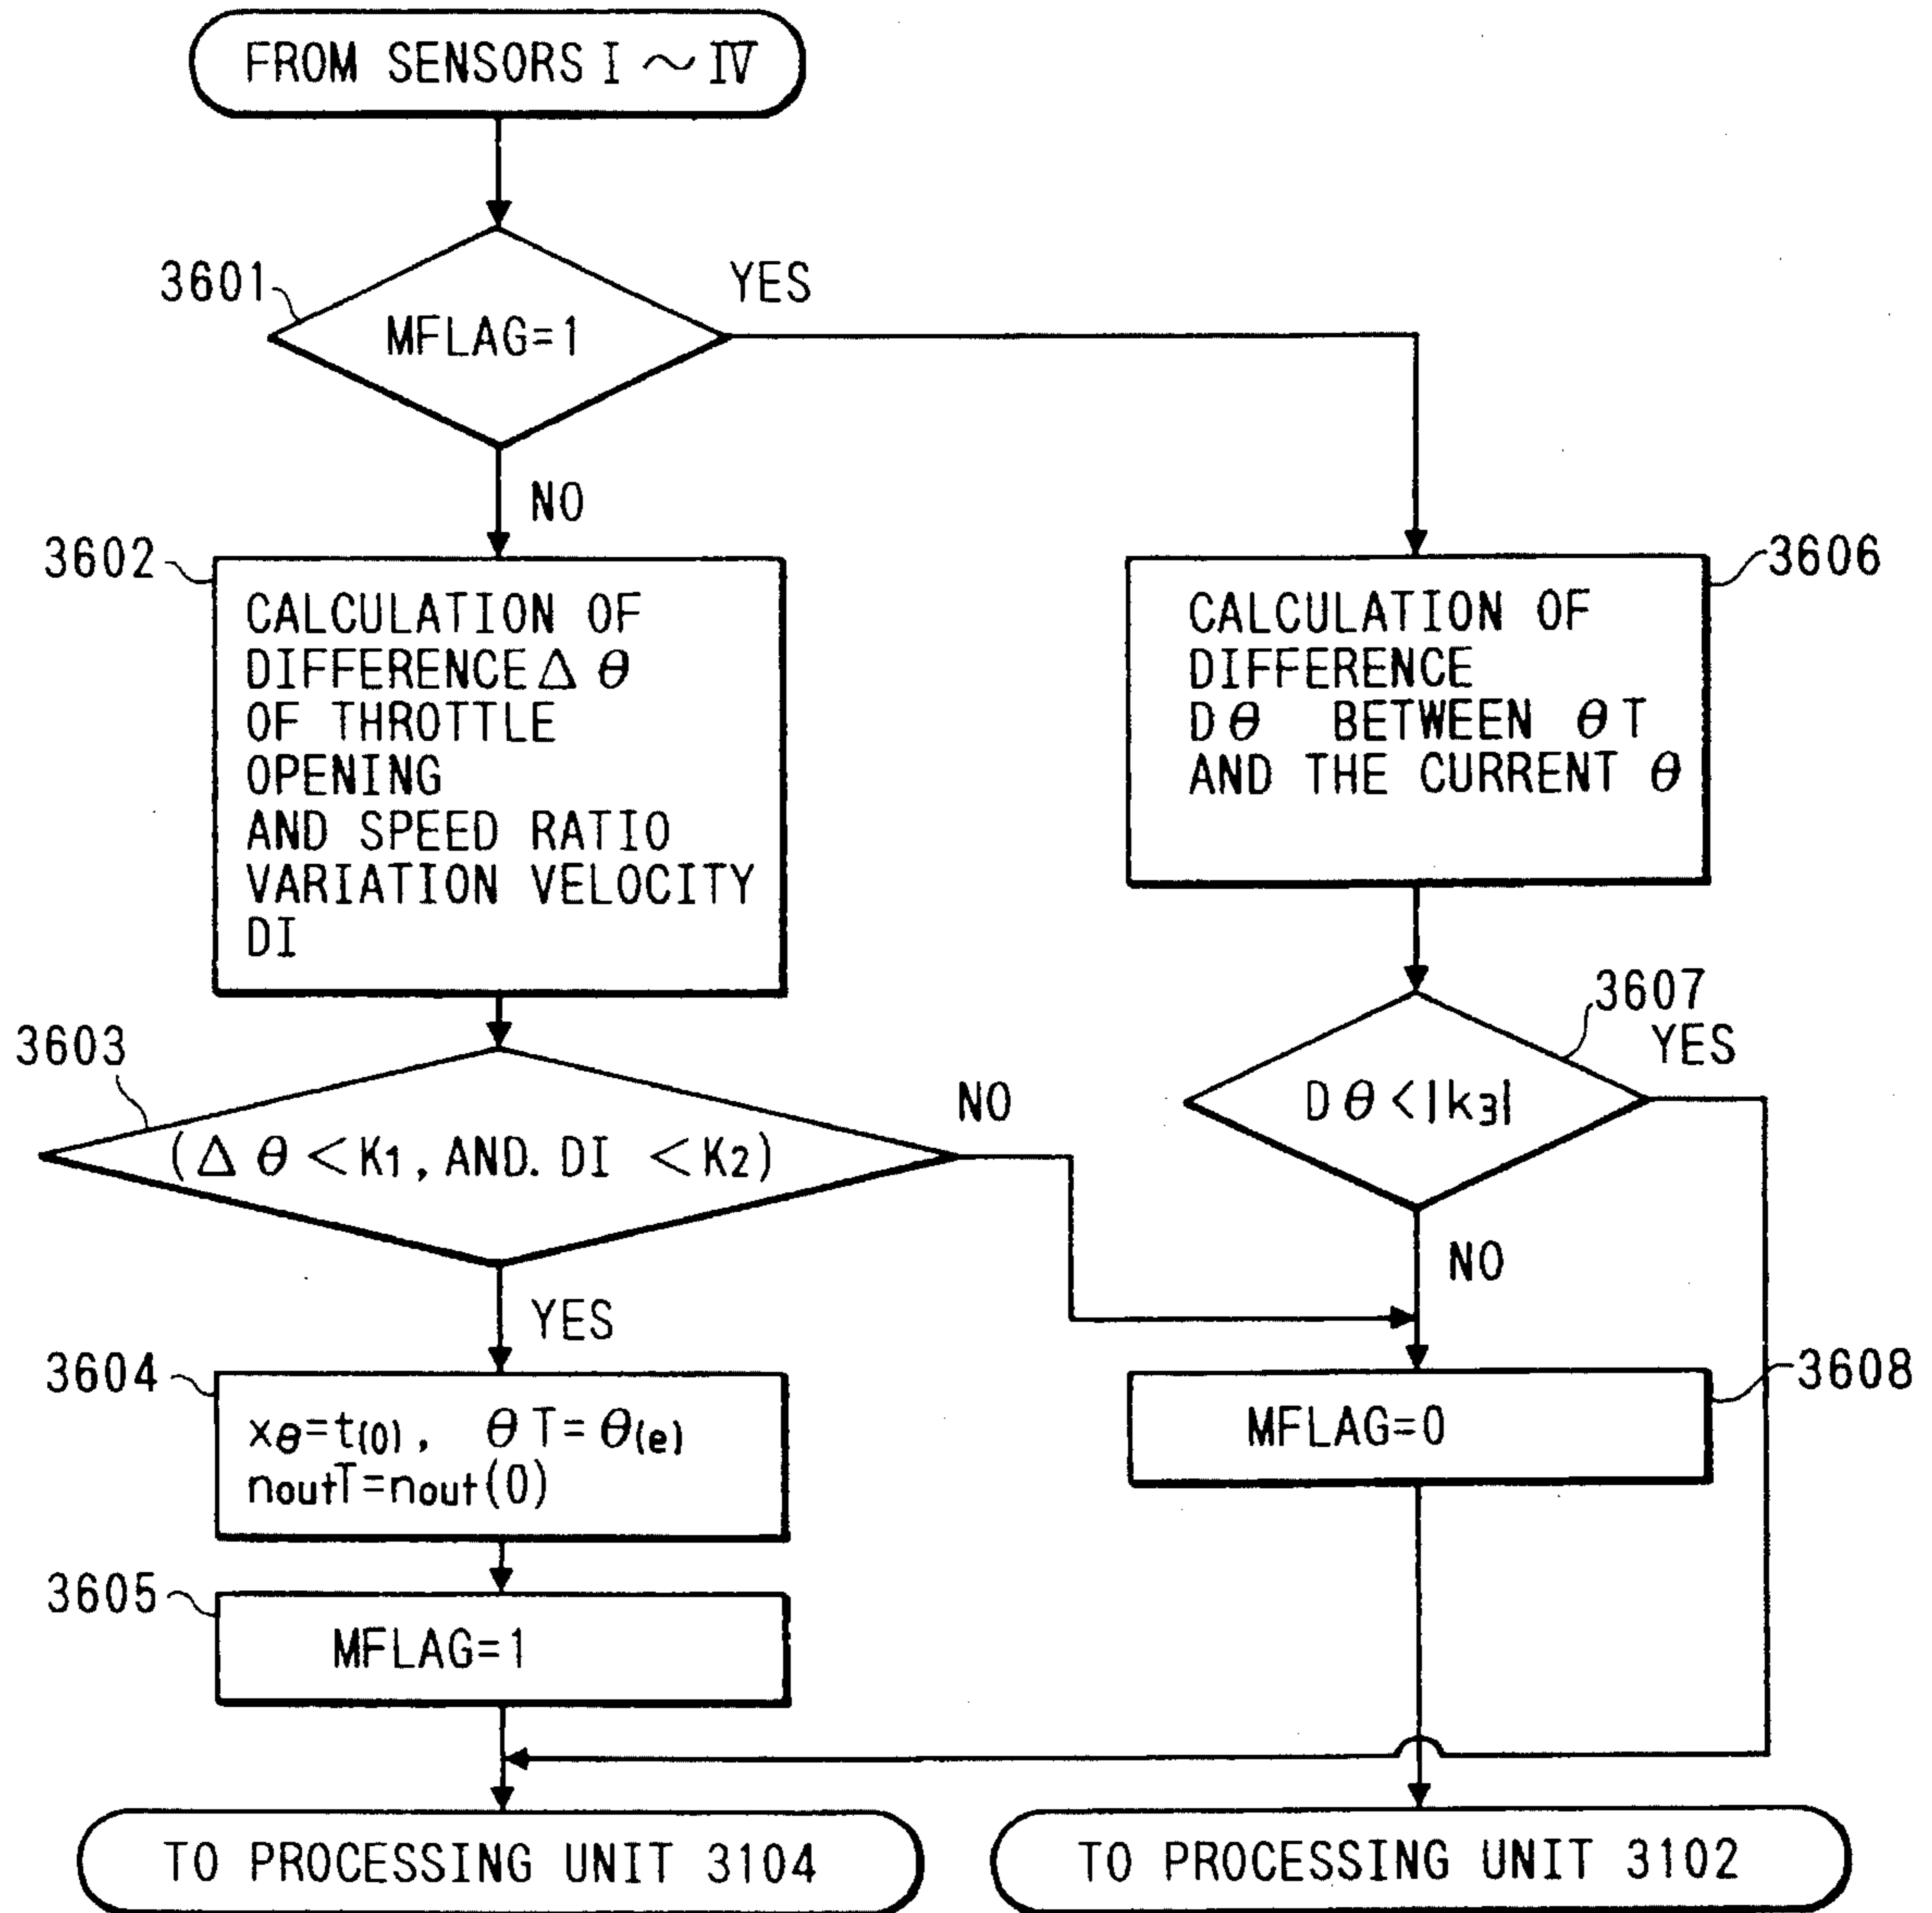 FROM SENSORS I ~ IV
3601
MFLAG=1
YES
NO
3602
CALCULATION OF
DIFFERENCE Δ θ
OF THROTTLE
OPENING
AND SPEED RATIO
VARIATION VELOCITY
DI
3606
CALCULATION OF
DIFFERENCE
D θ BETWEEN θ T
AND THE CURRENT θ
3603
(Δ θ < K1, AND. DI < K2)
NO
YES
3607
YES
D θ < |k3|
NO
3604
xθ=t(0), θ T= θ(e)
noutT=nout(0)
3608
MFLAG=0
3605
MFLAG=1
TO PROCESSING UNIT 3104
TO PROCESSING UNIT 3102